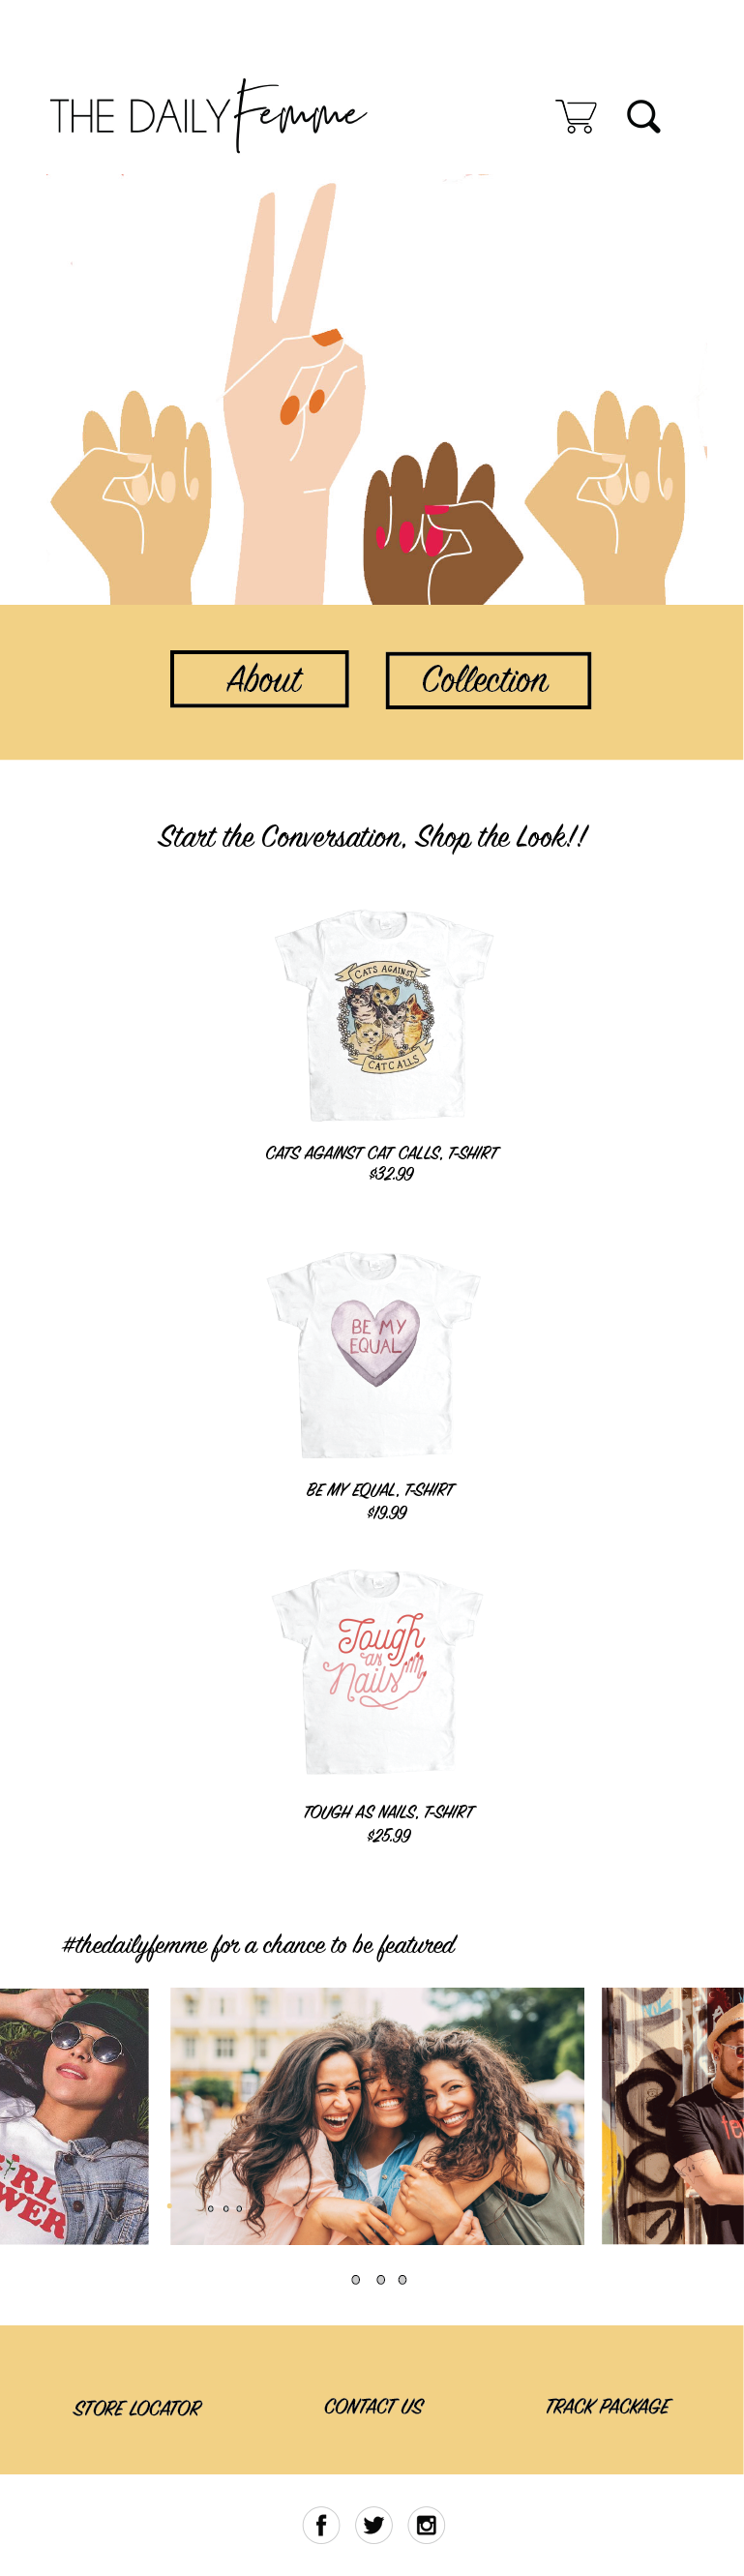 THE DAILY Femme
About
Collection
Start the Conversation, Shop the Look!!
CATS AGAINST
CATCALLS
CATS AGAINST CAT CALLS, T-SHIRT
$32.99
BE MY
EQUAL
BE MY EQUAL, T-SHIRT
$19.99
Tough
as
Nails
TOUGH AS NAILS, T-SHIRT
$25.99
#thedailyfemme for a chance to be featured
STORE LOCATOR
CONTACT US
TRACK PACKAGE